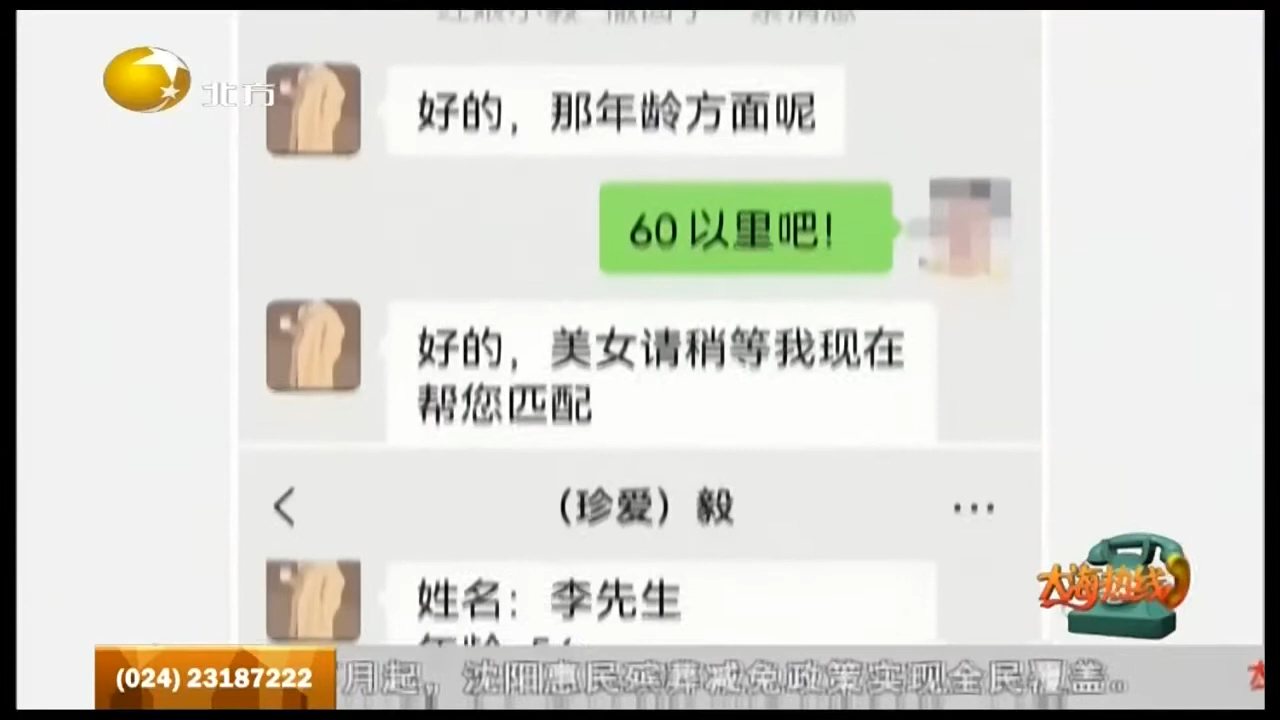 北方
好的，那年龄方面呢
60以里吧！
好的，美女请稍等我现在
帮您匹配
（珍爱）毅
姓名：李先生
大海热线
(024) 23187222
月起，沈阳惠民殡葬减免政策实现全民覆盖..